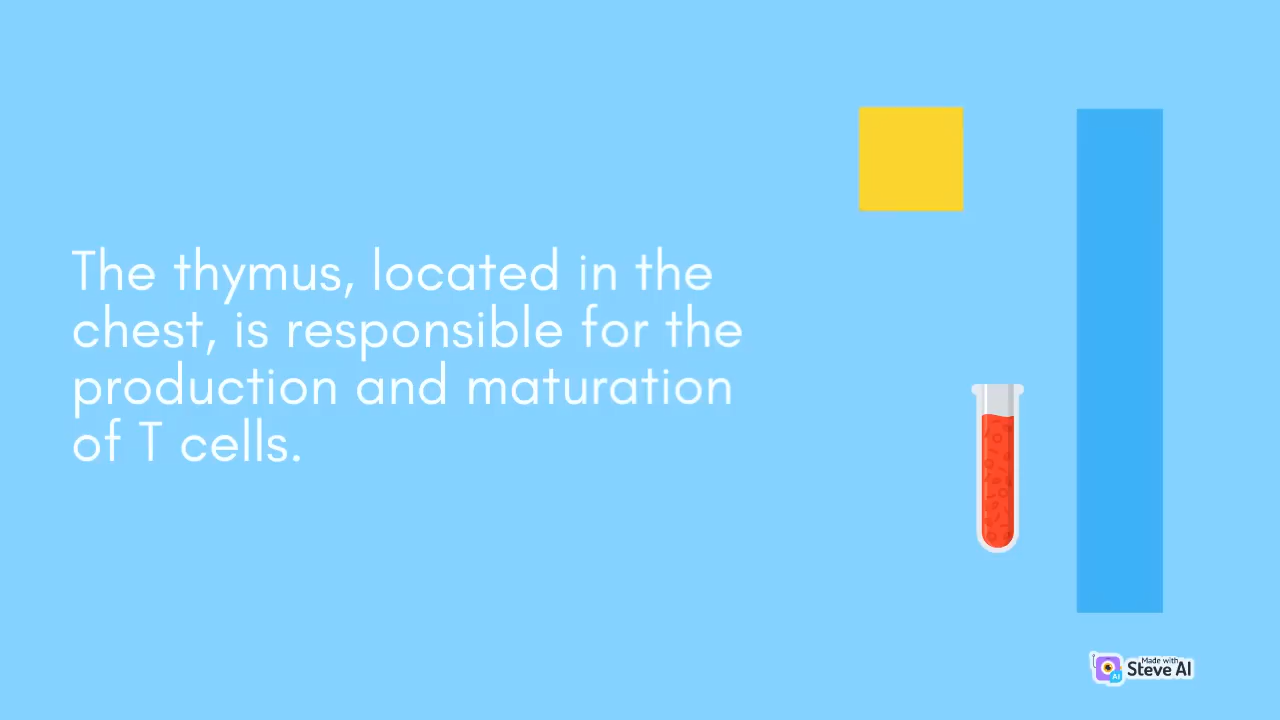 The thymus, located in the
chest, is responsible for the
production and maturation
of T cells.
Made with
Steve AI
AI